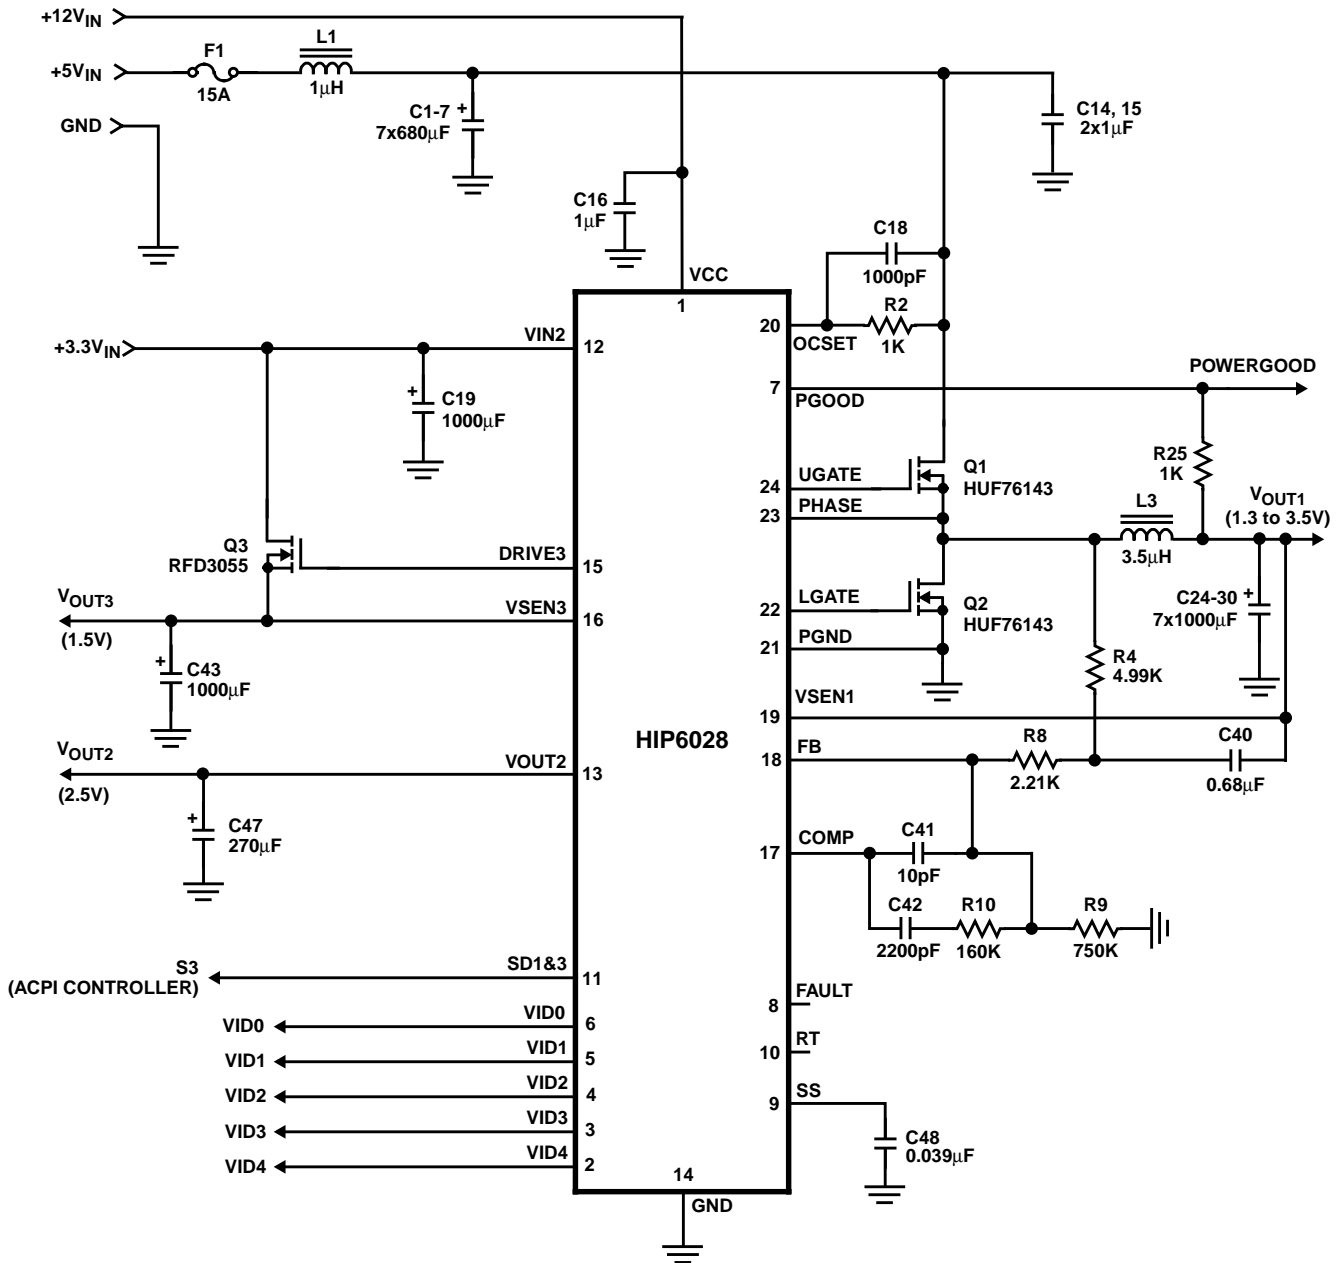 +12VIN
L1
F1
+5VIN
15A
1μH
C1-7
+
7x680μF
C14, 15
2x1μF
GND
C16
1μF
VCC
1
C18
1000pF
R2
1K
20
OCSET
+3.3VIN
VIN2
12
7
PGOOD
POWERGOOD
+
C19
1000μF
R25
1K
Q1
HUF76143
UGATE
24
PHASE
23
L3
3.5μH
VOUT1
(1.3 to 3.5V)
Q3
RFD3055
DRIVE3
15
VOUT3
(1.5V)
VSEN3
16
LGATE
22
Q2
HUF76143
C24-30
+
7x1000μF
PGND
21
R4
4.99K
+
C43
1000μF
VSEN1
19
HIP6028
FB
18
R8
2.21K
C40
0.68μF
VOUT2
(2.5V)
VOUT2
13
+
C47
270μF
COMP
17
C41
10pF
C42
2200pF
R10
160K
R9
750K
S3
(ACPI CONTROLLER)
SD1&3
11
FAULT
8
VID0
VID0
6
RT
10
VID1
VID1
5
VID2
VID2
4
SS
9
VID3
VID3
3
C48
0.039μF
VID4
VID4
2
14
GND